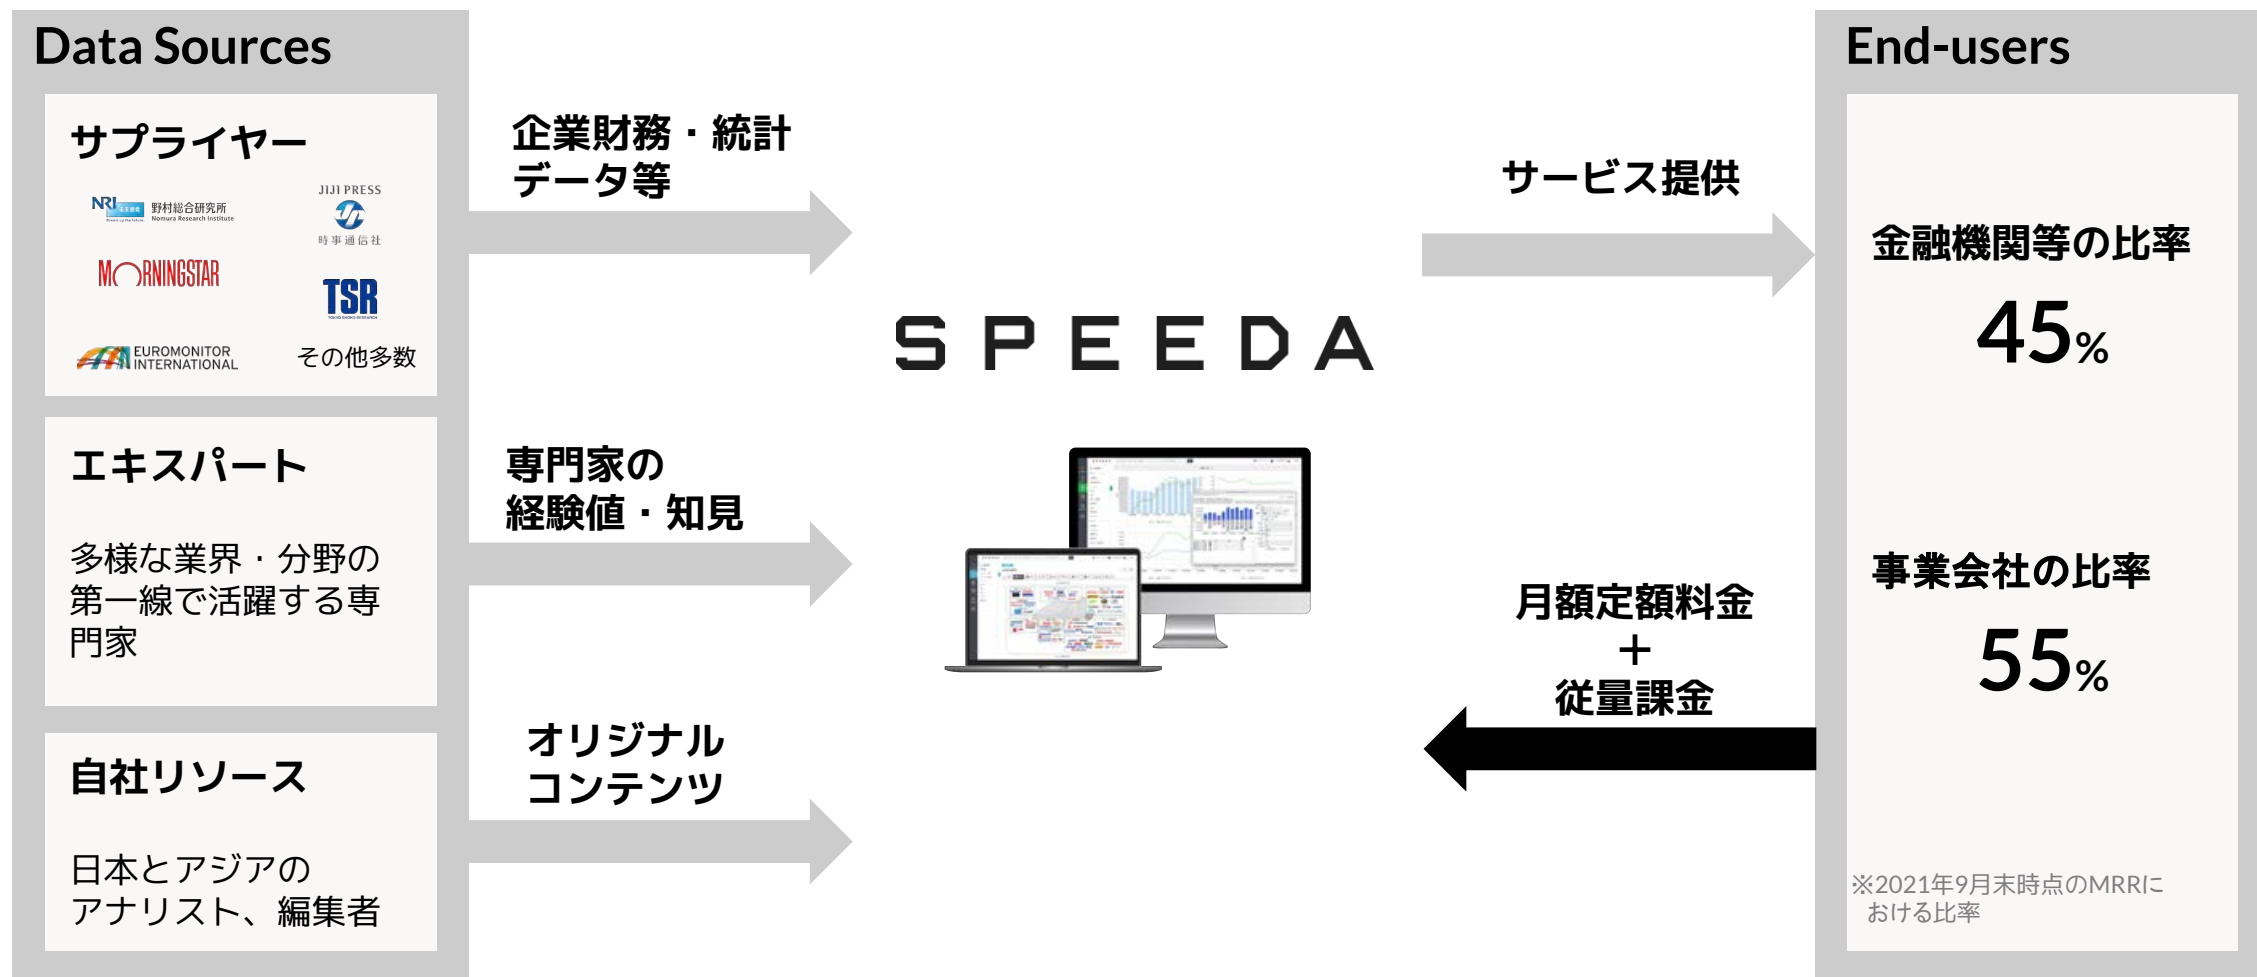 Data Sources
サプライヤー
NRI
野村総合研究所
Nomura Research Institute
JIJI PRESS
時事通信社
MORNINGSTAR
TSR
TOKYO SHOKO RESEARCH
EUROMONITOR
INTERNATIONAL
その他多数
エキスパート
多様な業界・分野の
第一線で活躍する専
門家
自社リソース
日本とアジアの
アナリスト、編集者
企業財務・統計
データ等
専門家の
経験値・知見
オリジナル
コンテンツ
SPEEDA
サービス提供
月額定額料金
＋
従量課金
End-users
金融機関等の比率
45%
事業会社の比率
55%
※2021年9月末時点のMRRに
おける比率